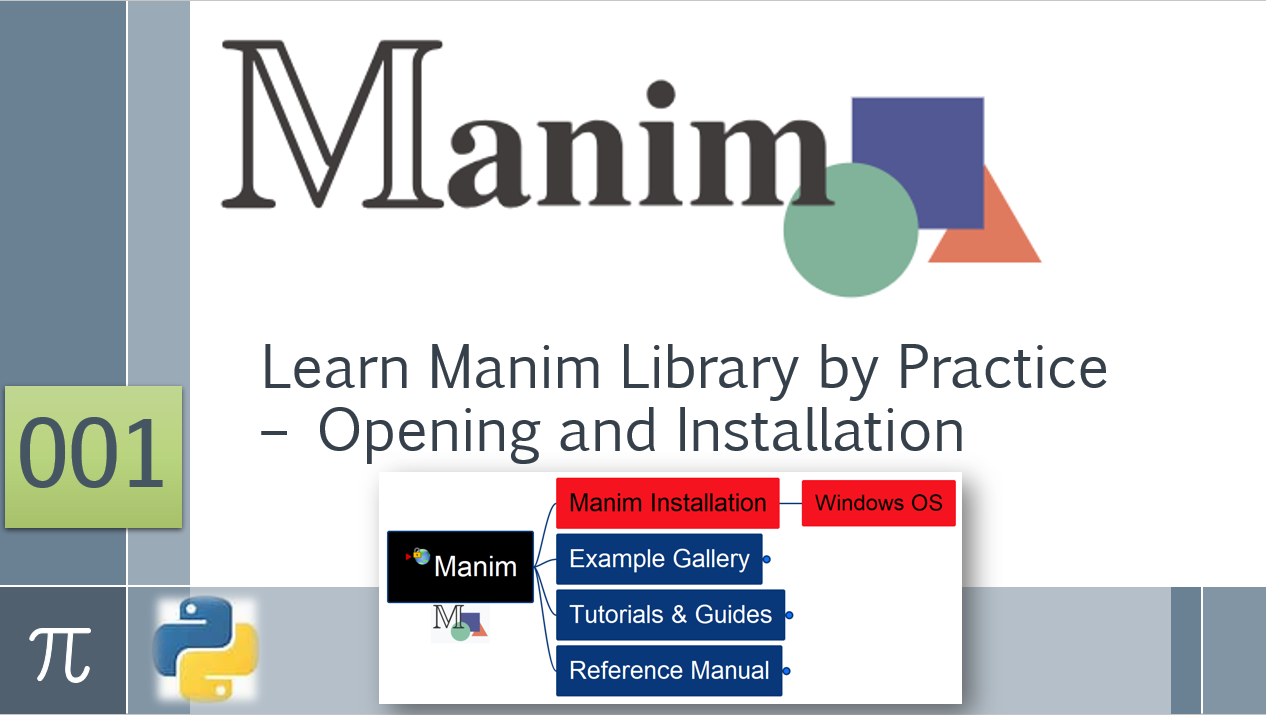 Manim
Learn Manim Library by Practice
– Opening and Installation
001
Manim Installation
Windows OS
Manim
Example Gallery
Tutorials & Guides
Reference Manual
M
π